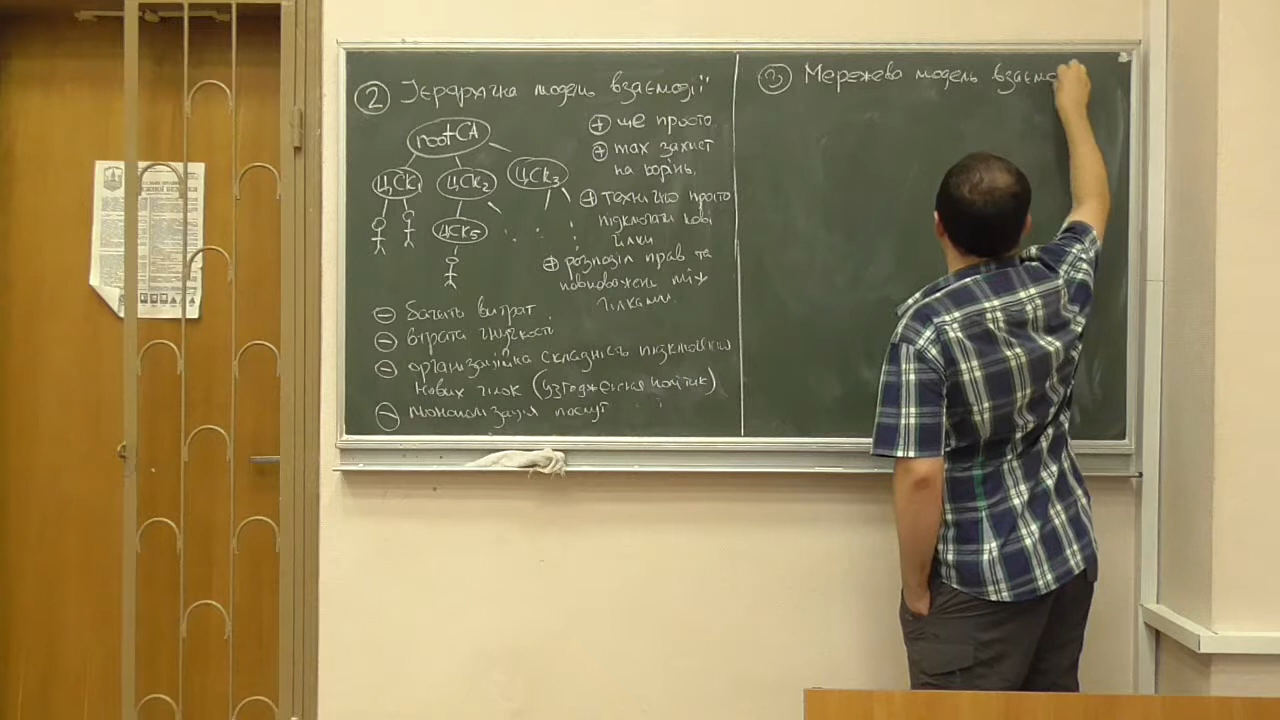 2 Ієрархічна модель взаємодії
root CA
ЦСК1 ЦСК2 ЦСК3
ЦСК5
+ ще просто
+ max захист
на корінь
+ технічно просто
підключати нові
гілки
+ розподіл прав та
повноважень між
гілками.
− багато витрат
− втрата гнучкості
− організаційна складність підключення
нових гілок (узгодження політик)
− монополізація послуг
3 Мережева модель взаємо